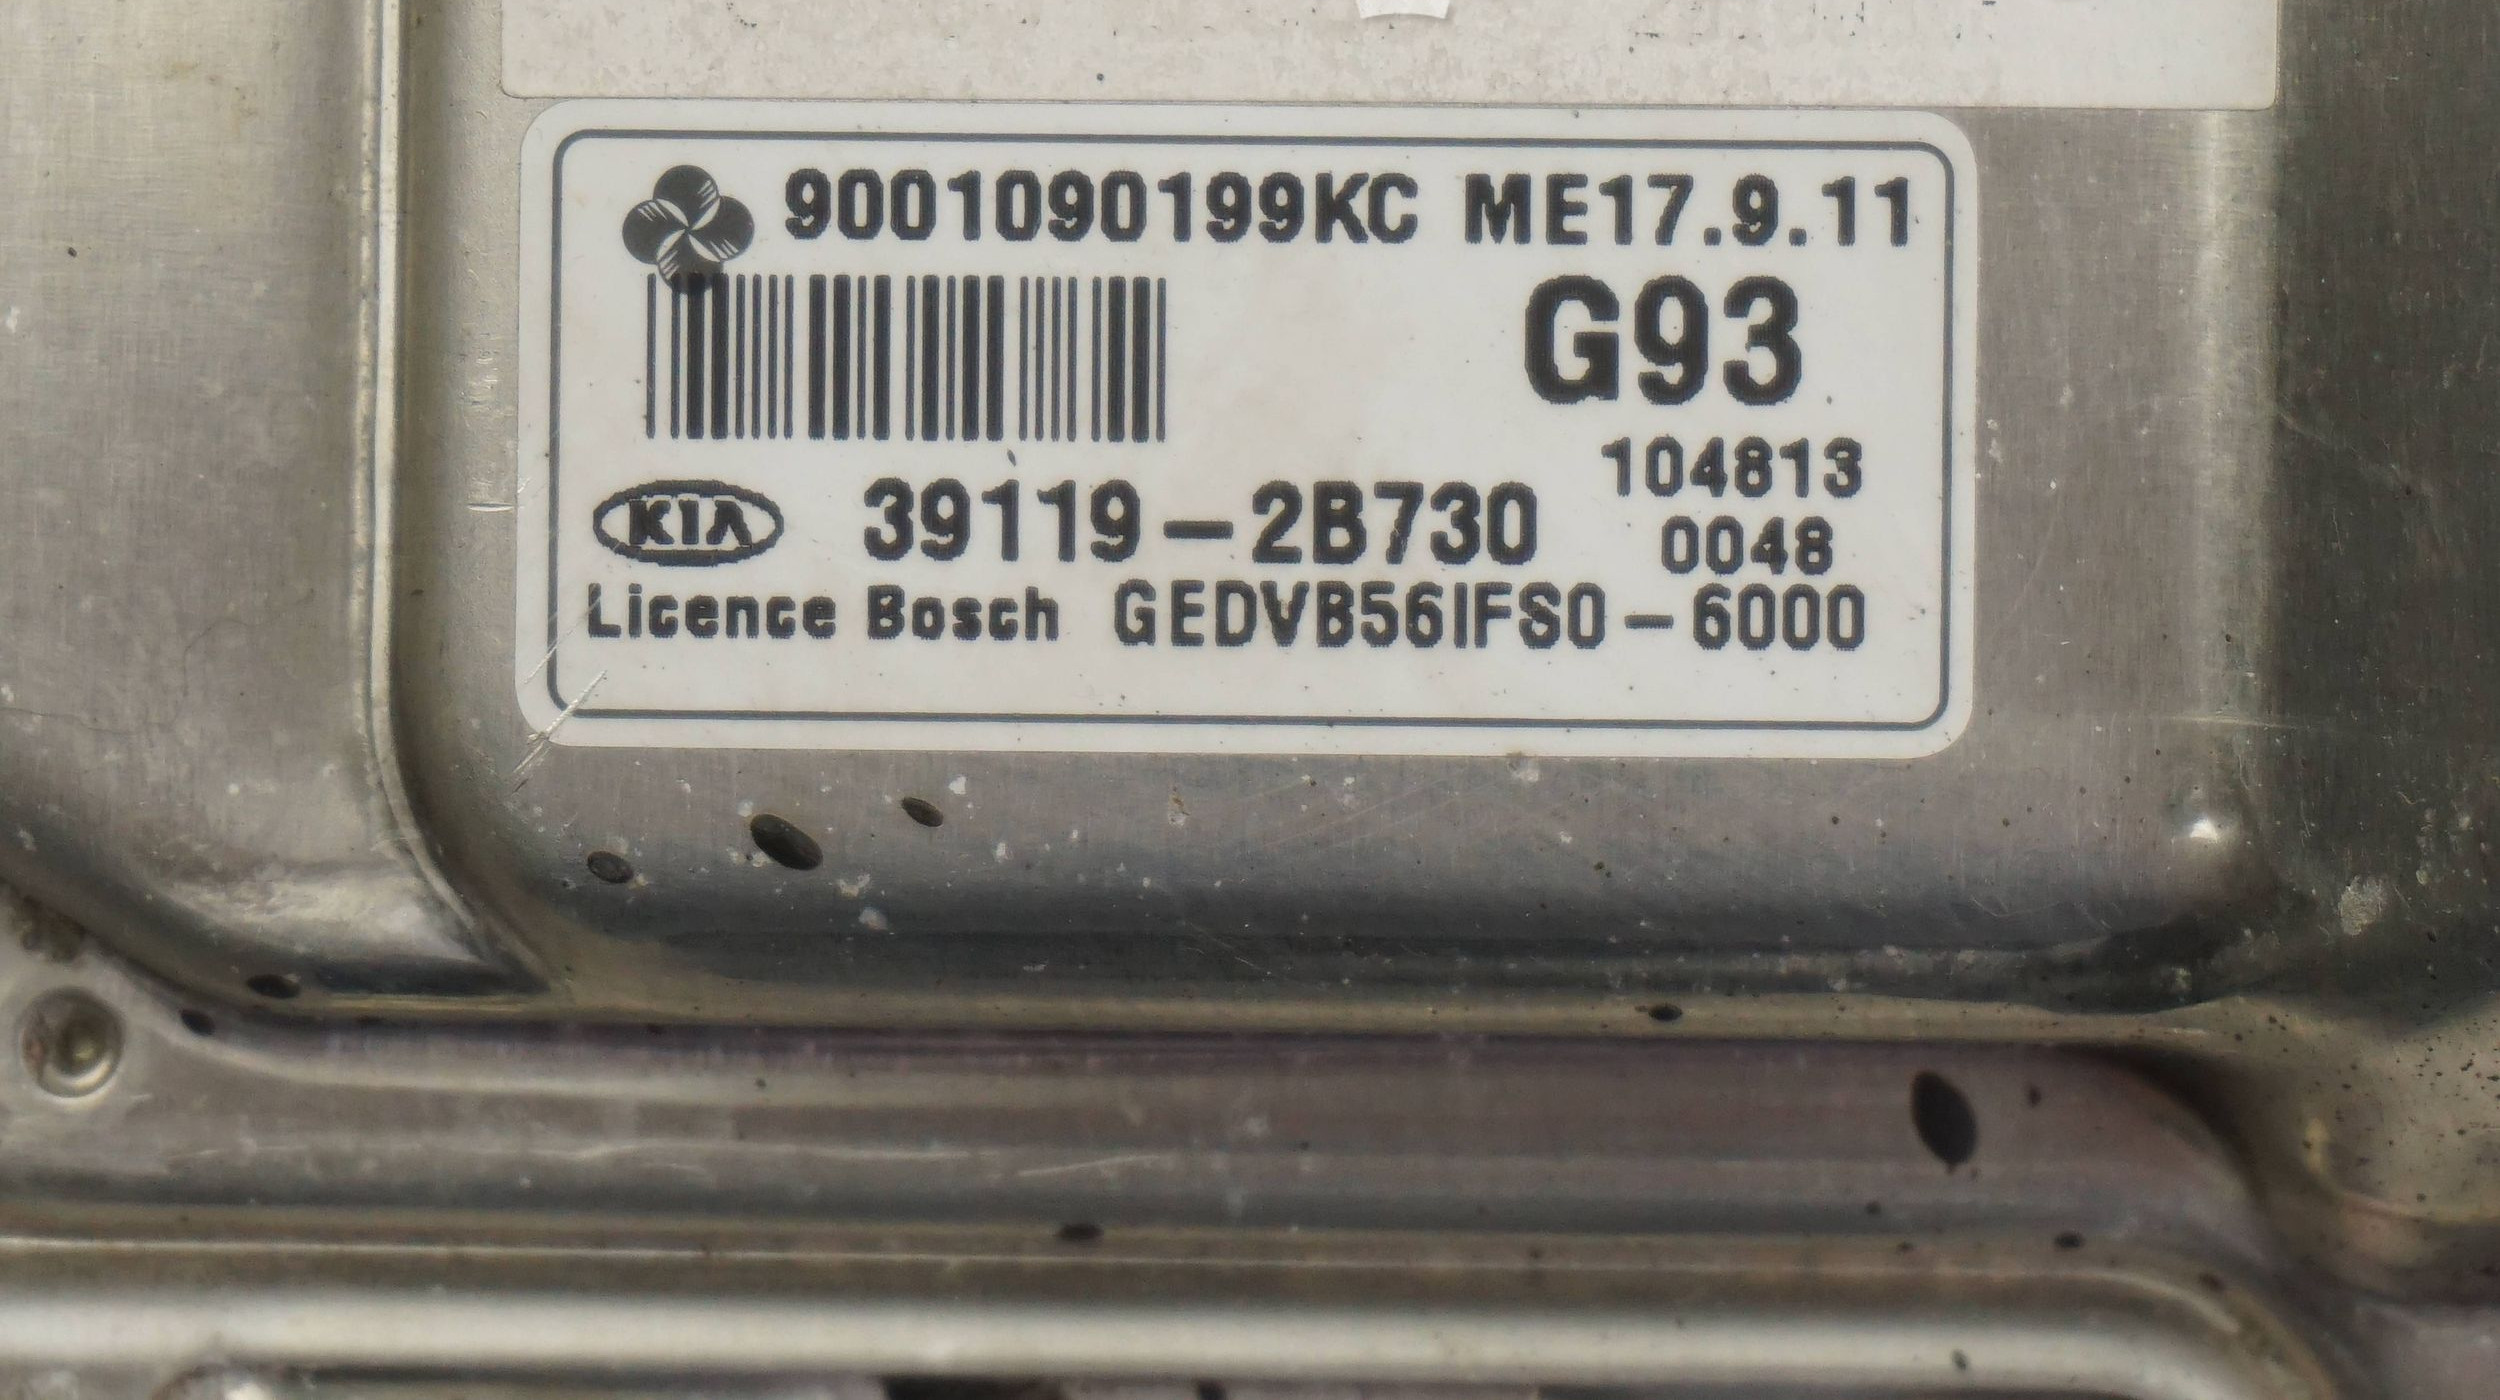 9001090199KC ME17.9.11
G93
104813
KIA 39119-2B730
0048
Licence Bosch GEDVB56IFS0-6000